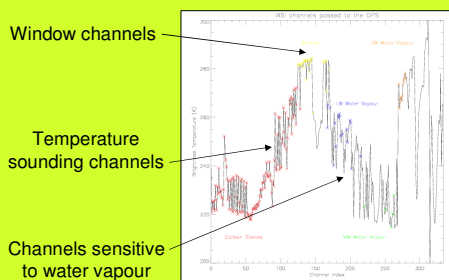 Window channels
Temperature
sounding channels
Channels sensitive
to water vapour
IASI channels passed to the OPS
Brightness Temperature [K]
300
280
260
240
220
200
SW Water Vapour
LW Water Vapour
MW Water Vapour
Carbon Dioxide
0
50
100
150
200
250
300
Channel Index